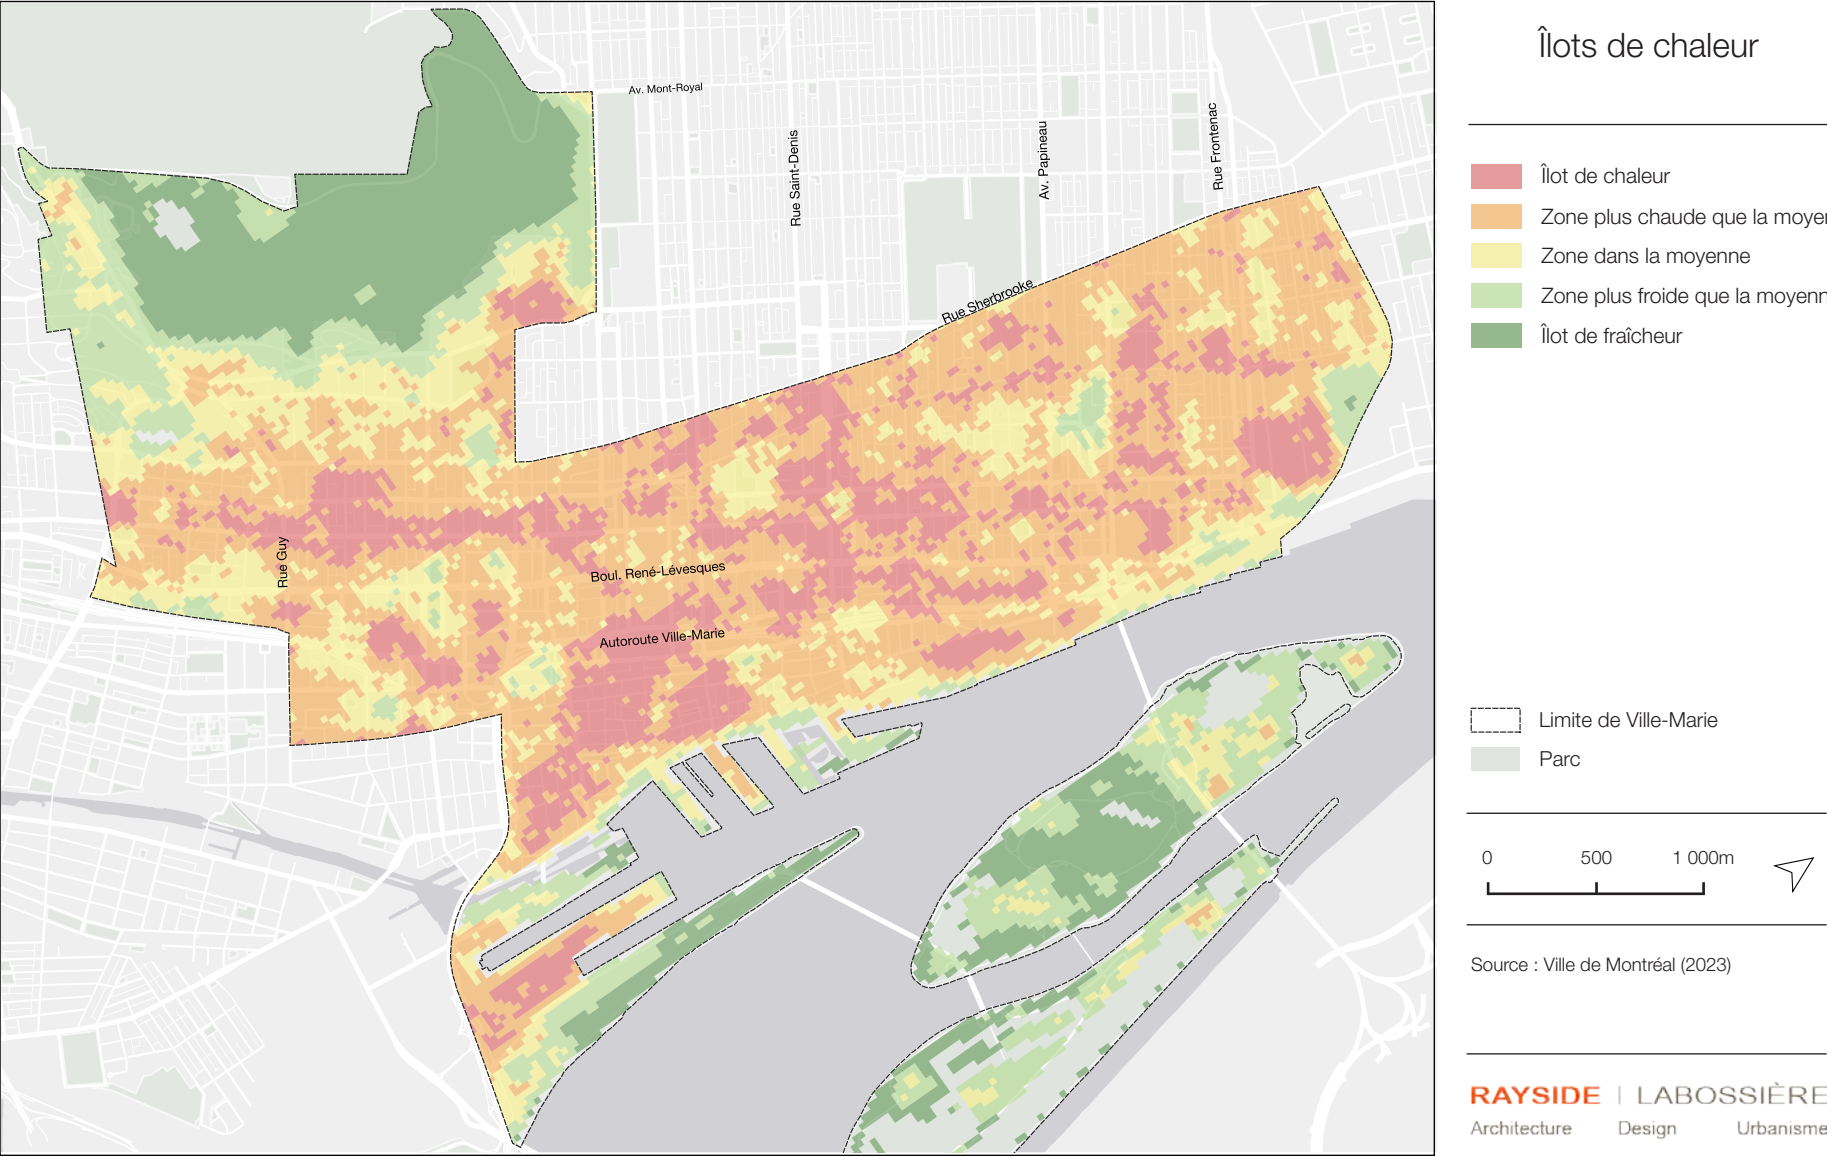 Îlots de chaleur
Av. Mont-Royal
Rue Saint-Denis
Av. Papineau
Rue Frontenac
Rue Sherbrooke
Rue Guy
Boul. René-Lévesques
Autoroute Ville-Marie
Îlot de chaleur
Zone plus chaude que la moyen
Zone dans la moyenne
Zone plus froide que la moyenn
Îlot de fraîcheur
Limite de Ville-Marie
Parc
0 500 1 000m
Source : Ville de Montréal (2023)
RAYSIDE | LABOSSIÈRE
Architecture Design Urbanisme